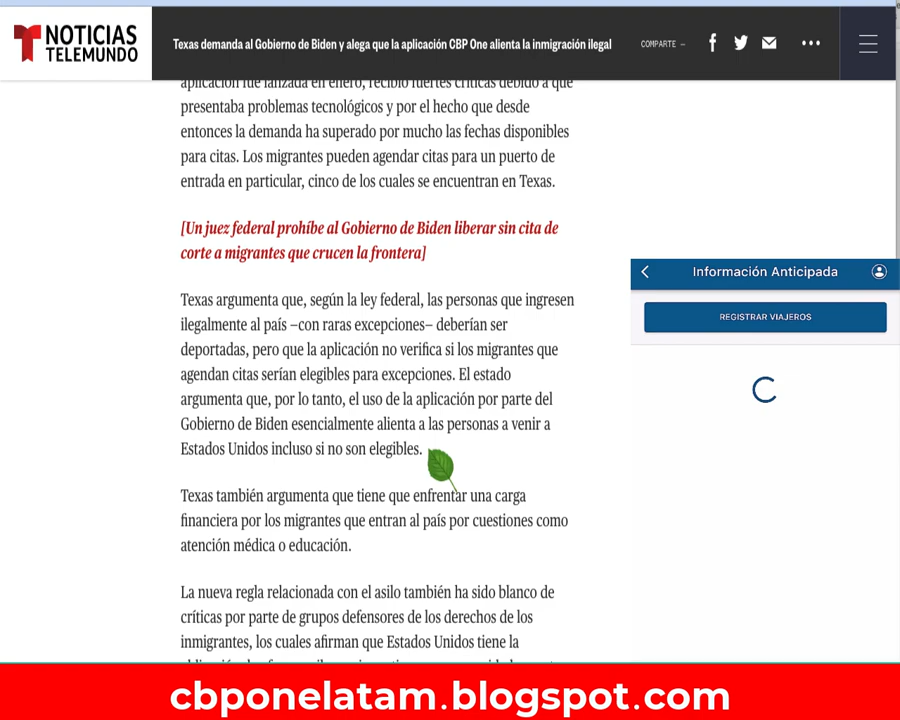 NOTICIAS
TELEMUNDO
Texas demanda al Gobierno de Biden y alega que la aplicación CBP One alienta la inmigración ilegal
COMPARTE –
aplicación fue lanzada en enero, recibió fuertes críticas debido a que
presentaba problemas tecnológicos y por el hecho que desde
entonces la demanda ha superado por mucho las fechas disponibles
para citas. Los migrantes pueden agendar citas para un puerto de
entrada en particular, cinco de los cuales se encuentran en Texas.
[Un juez federal prohíbe al Gobierno de Biden liberar sin cita de
corte a migrantes que crucen la frontera]
Texas argumenta que, según la ley federal, las personas que ingresen
ilegalmente al país –con raras excepciones– deberían ser
deportadas, pero que la aplicación no verifica si los migrantes que
agendan citas serían elegibles para excepciones. El estado
argumenta que, por lo tanto, el uso de la aplicación por parte del
Gobierno de Biden esencialmente alienta a las personas a venir a
Estados Unidos incluso si no son elegibles.
Texas también argumenta que tiene que enfrentar una carga
financiera por los migrantes que entran al país por cuestiones como
atención médica o educación.
La nueva regla relacionada con el asilo también ha sido blanco de
críticas por parte de grupos defensores de los derechos de los
inmigrantes, los cuales afirman que Estados Unidos tiene la
Información Anticipada
REGISTRAR VIAJEROS
cbponelatam.blogspot.com